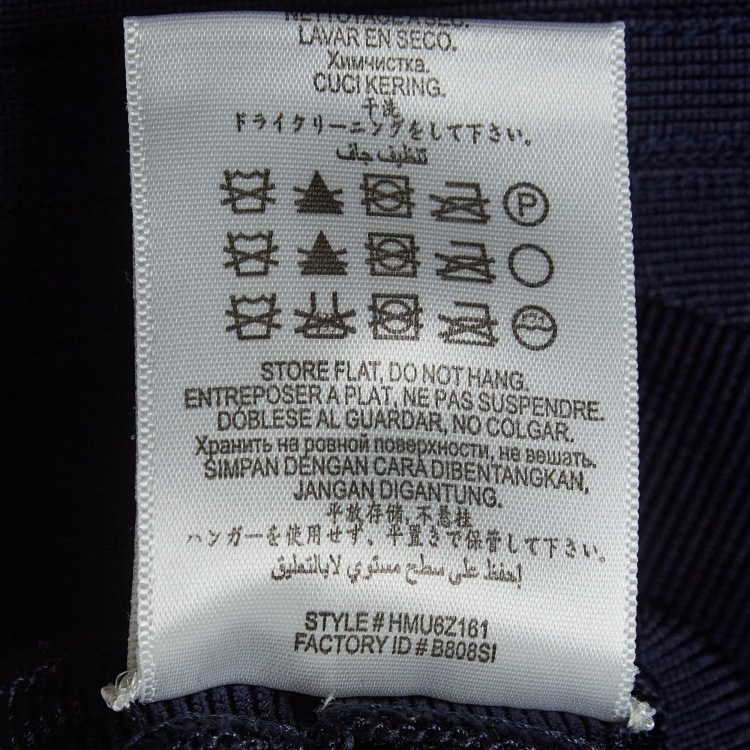 NETTOYAGE A SEC.
LAVAR EN SECO.
Химчистка.
CUCI KERING.
干洗
ドライクリーニングをして下さい。
تنظيف جاف
P
STORE FLAT, DO NOT HANG.
ENTREPOSER A PLAT, NE PAS SUSPENDRE.
DÓBLESE AL GUARDAR, NO COLGAR.
Хранить на ровной поверхности, не вешать.
SIMPAN DENGAN CARA DIBENTANGKAN,
JANGAN DIGANTUNG.
平放存储, 不悬挂
ハンガーを使用せず、平置きで保管して下さい。
إحفظ على سطح مستوي لابالتعليق
STYLE # HMU6Z161
FACTORY ID # B808SI